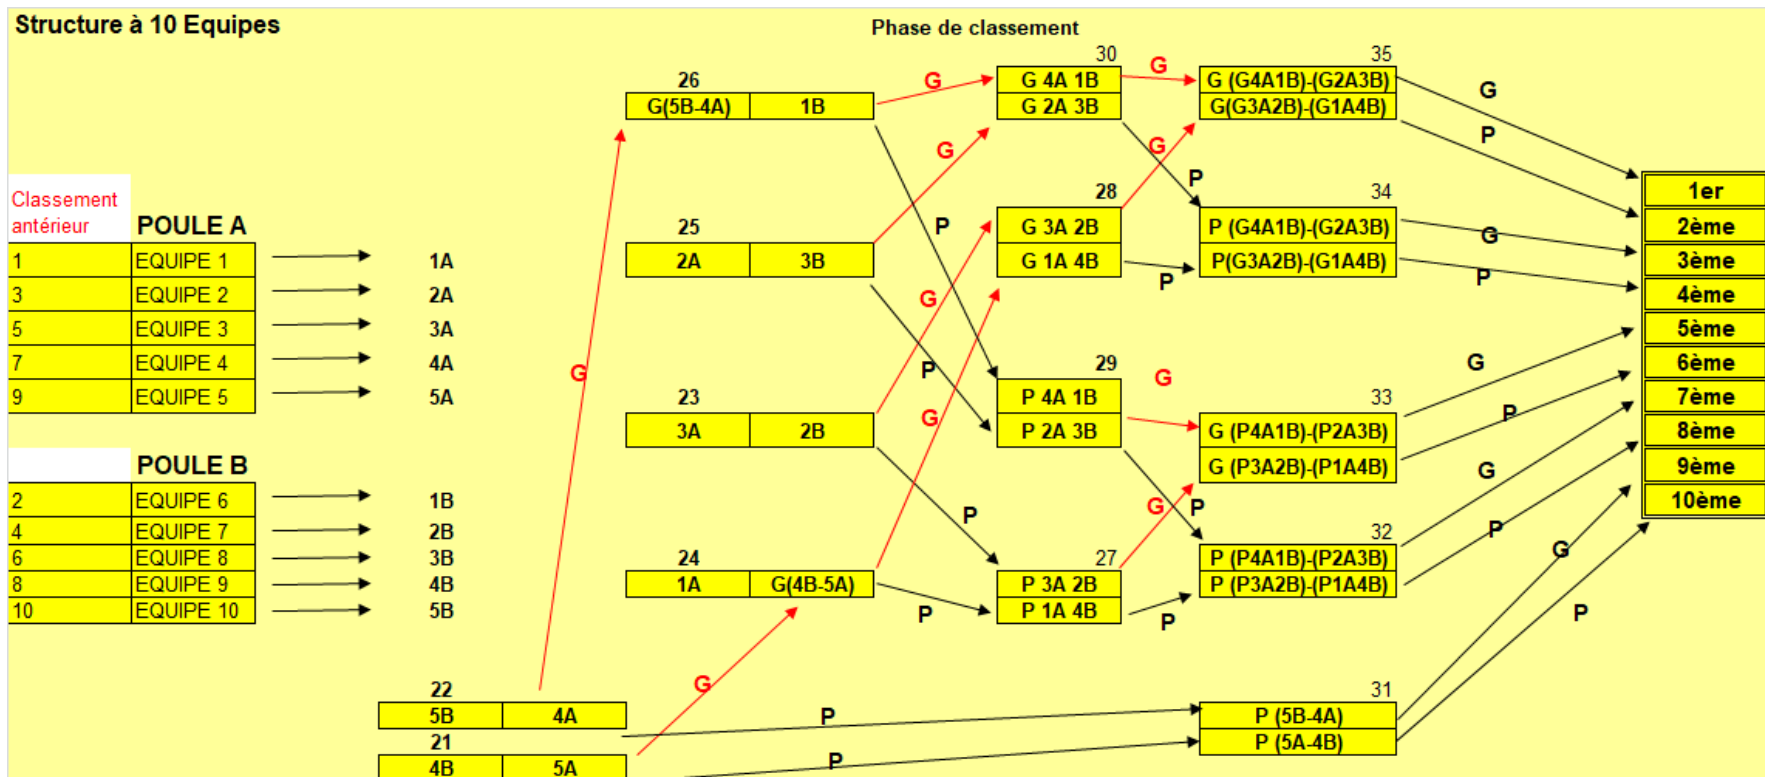 Structure à 10 Equipes
Phase de classement
30
35
26
G
G 4A 1B
G
G (G4A1B)-(G2A3B)
G(5B-4A) 1B
G 2A 3B
G(G3A2B)-(G1A4B)
G
P
G
G
P
Classement
antérieur
POULE A
28
34
1er
25
P
G 3A 2B
P (G4A1B)-(G2A3B)
G
2ème
1 EQUIPE 1 1A
2A 3B
G 1A 4B
P
P(G3A2B)-(G1A4B)
P
3ème
3 EQUIPE 2 2A
G
4ème
5 EQUIPE 3 3A
5ème
7 EQUIPE 4 4A
G
P
29
G
G
6ème
9 EQUIPE 5 5A
23
P 4A 1B
33
7ème
3A 2B
G
P 2A 3B
G (P4A1B)-(P2A3B)
P
8ème
POULE B
G (P3A2B)-(P1A4B)
G
9ème
2 EQUIPE 6 1B
10ème
4 EQUIPE 7 2B
P
G
P
32
P
6 EQUIPE 8 3B
24
27
P (P4A1B)-(P2A3B)
G
8 EQUIPE 9 4B
1A G(4B-5A)
P 3A 2B
P (P3A2B)-(P1A4B)
10 EQUIPE 10 5B
P
P 1A 4B
P
P
22
G
31
5B 4A
P
P (5B-4A)
21
P (5A-4B)
4B 5A
P